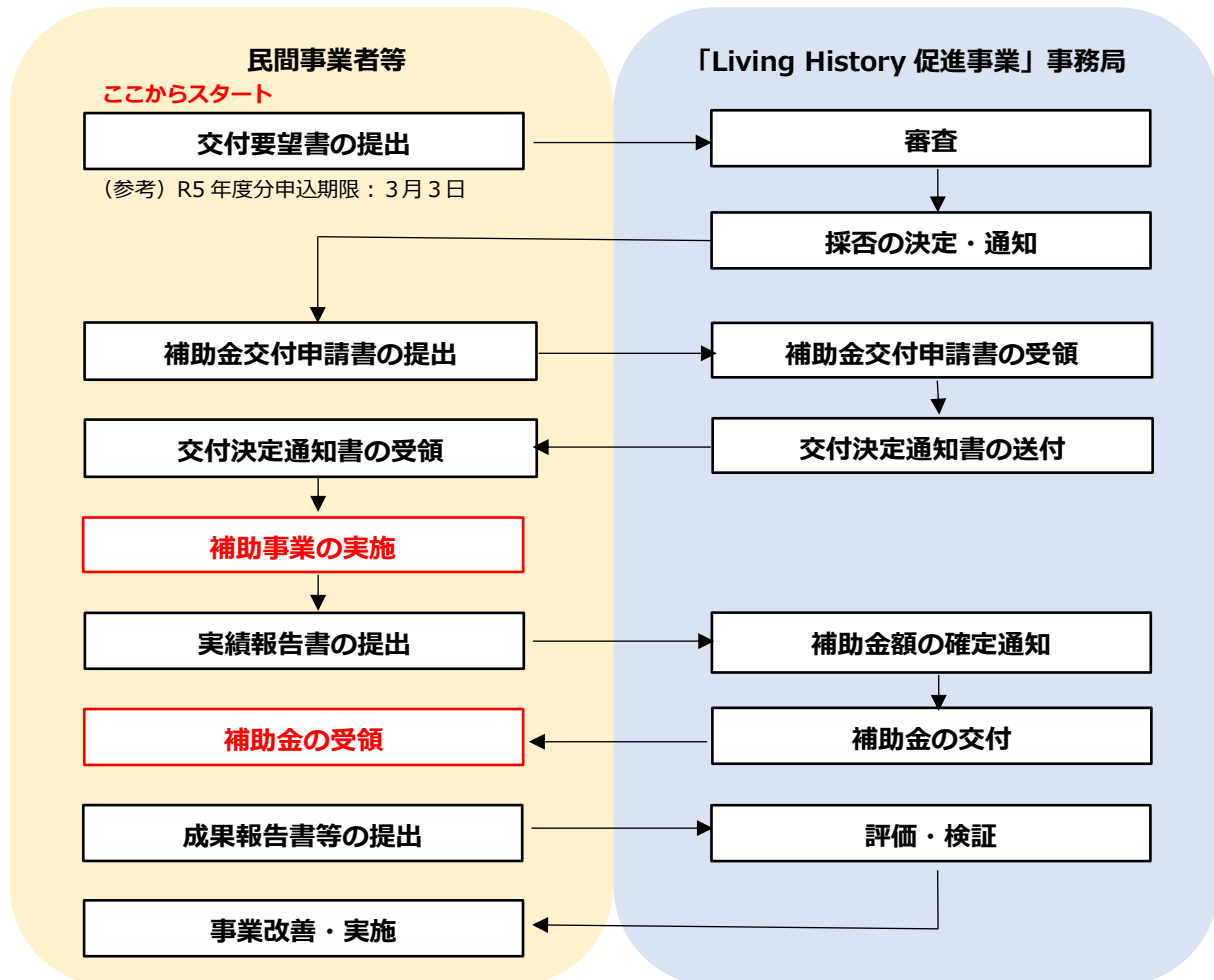 民間事業者等
「Living History 促進事業」事務局
ここからスタート
交付要望書の提出
審査
（参考）R5 年度分申込期限：３月３日
採否の決定・通知
補助金交付申請書の提出
補助金交付申請書の受領
交付決定通知書の受領
交付決定通知書の送付
補助事業の実施
実績報告書の提出
補助金額の確定通知
補助金の受領
補助金の交付
成果報告書等の提出
評価・検証
事業改善・実施